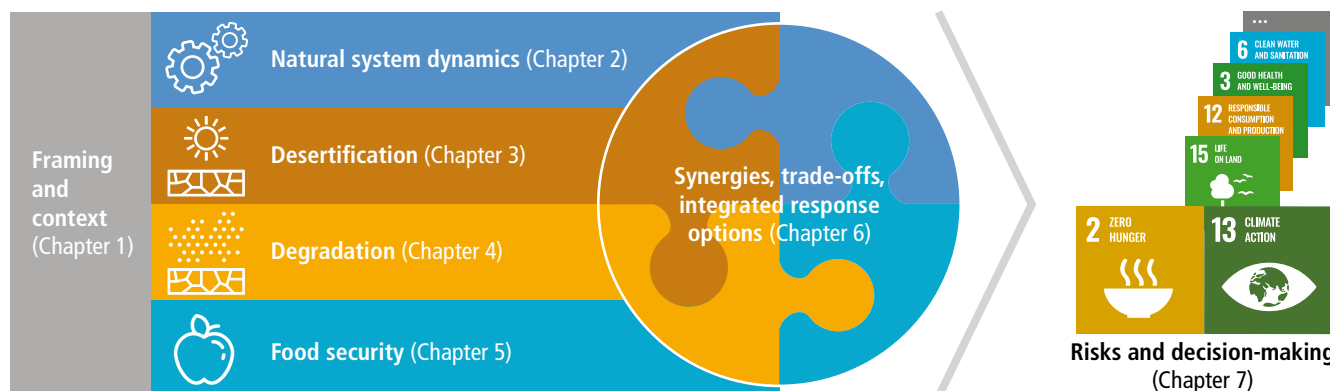 Framing
and
context
(Chapter 1)
Natural system dynamics (Chapter 2)
Desertification (Chapter 3)
Degradation (Chapter 4)
Food security (Chapter 5)
Synergies, trade-offs,
integrated response
options (Chapter 6)
...
6 CLEAN WATER
AND SANITATION
3 GOOD HEALTH
AND WELL-BEING
12 RESPONSIBLE
CONSUMPTION
AND PRODUCTION
15 LIFE
ON LAND
2 ZERO
HUNGER
13 CLIMATE
ACTION
Risks and decision-making
(Chapter 7)